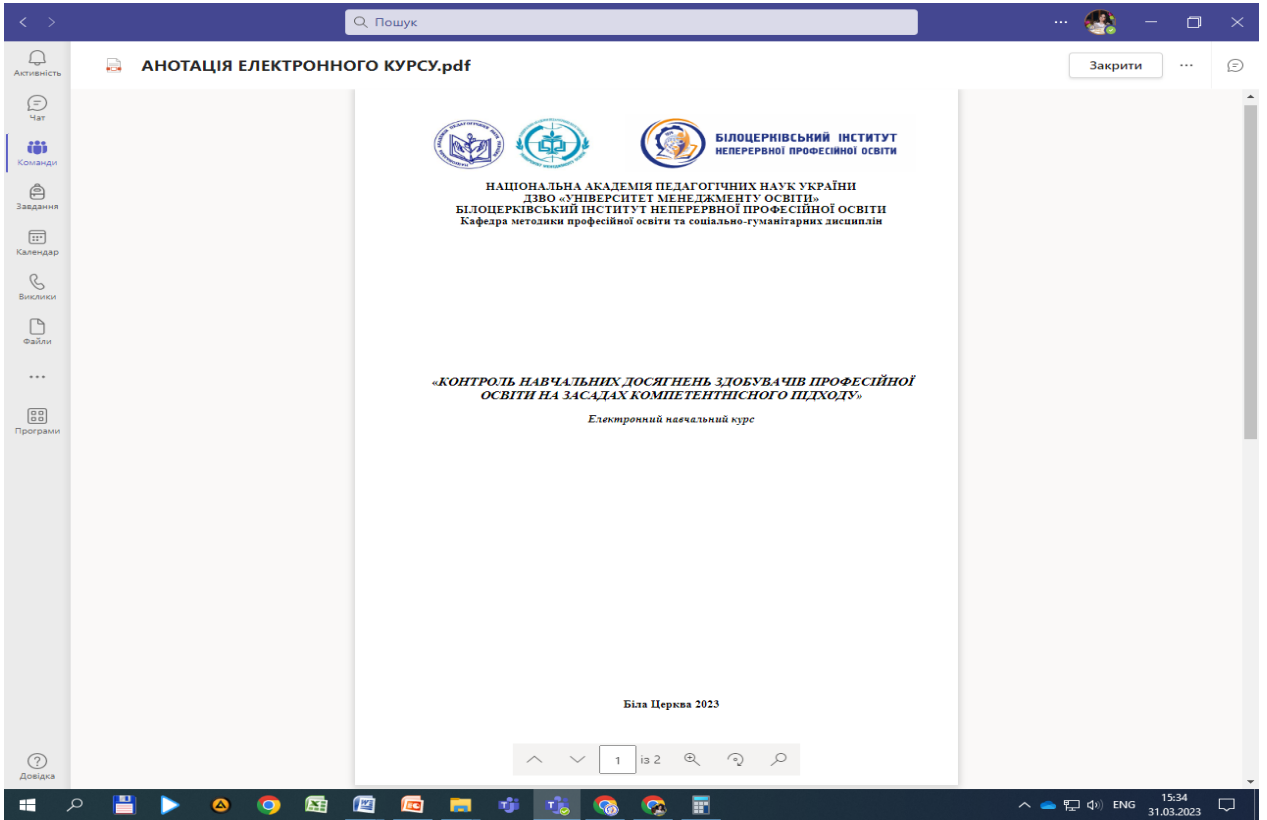 Пошук
Активність
Чат
Команди
Завдання
Календар
Виклики
Файли
Програми
Довідка
АНОТАЦІЯ ЕЛЕКТРОННОГО КУРСУ.pdf
Закрити
БІЛОЦЕРКІВСЬКИЙ ІНСТИТУТ
НЕПЕРЕРВНОЇ ПРОФЕСІЙНОЇ ОСВІТИ
НАЦІОНАЛЬНА АКАДЕМІЯ ПЕДАГОГІЧНИХ НАУК УКРАЇНИ
ДЗВО «УНІВЕРСИТЕТ МЕНЕДЖМЕНТУ ОСВІТИ»
БІЛОЦЕРКІВСЬКИЙ ІНСТИТУТ НЕПЕРЕРВНОЇ ПРОФЕСІЙНОЇ ОСВІТИ
Кафедра методики професійної освіти та соціально-гуманітарних дисциплін
«КОНТРОЛЬ НАВЧАЛЬНИХ ДОСЯГНЕНЬ ЗДОБУВАЧІВ ПРОФЕСІЙНОЇ
ОСВІТИ НА ЗАСАДАХ КОМПЕТЕНТНІСНОГО ПІДХОДУ»
Електронний навчальний курс
Біла Церква 2023
1 із 2
ENG
15:34
31.03.2023